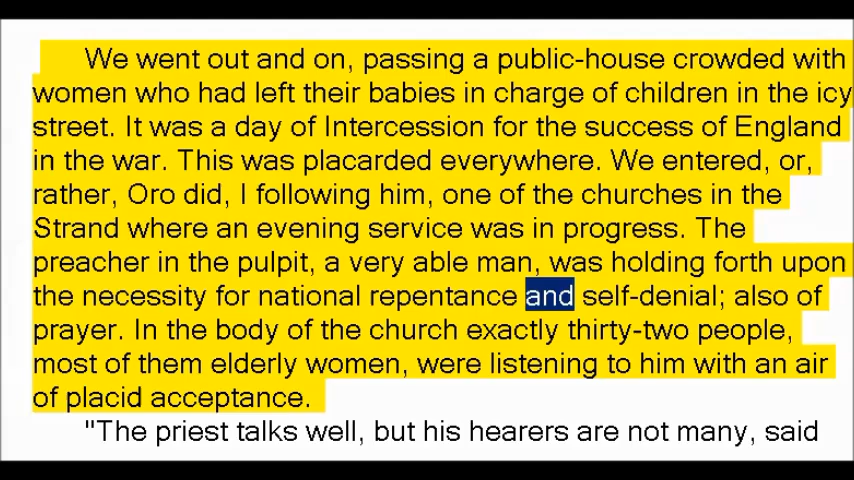 We went out and on, passing a public-house crowded with
women who had left their babies in charge of children in the icy
street. It was a day of Intercession for the success of England
in the war. This was placarded everywhere. We entered, or,
rather, Oro did, I following him, one of the churches in the
Strand where an evening service was in progress. The
preacher in the pulpit, a very able man, was holding forth upon
the necessity for national repentance and self-denial; also of
prayer. In the body of the church exactly thirty-two people,
most of them elderly women, were listening to him with an air
of placid acceptance.
"The priest talks well, but his hearers are not many, said